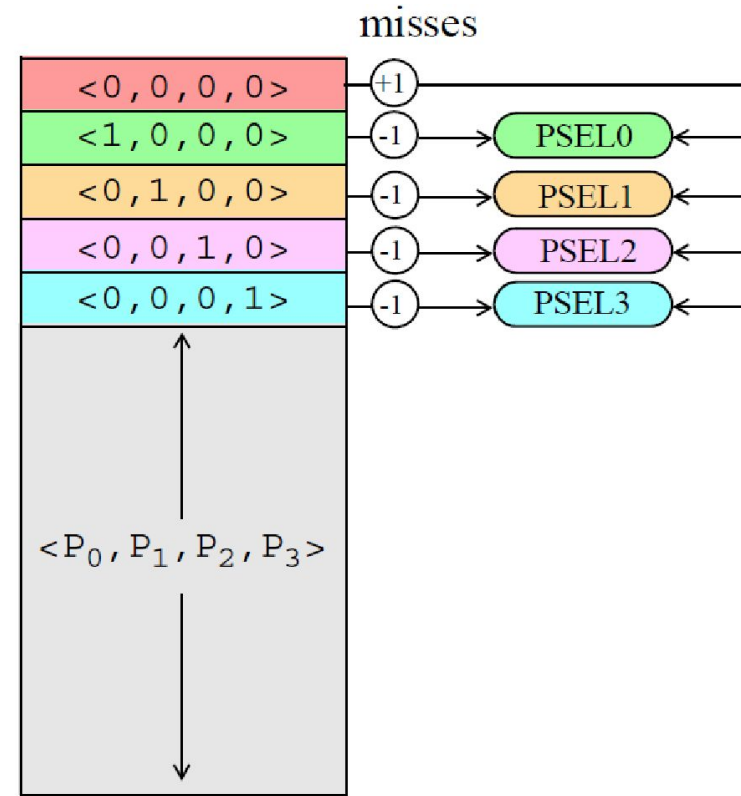 misses
<0,0,0,0> +1
<1,0,0,0> -1 PSEL0
<0,1,0,0> -1 PSEL1
<0,0,1,0> -1 PSEL2
<0,0,0,1> -1 PSEL3
<P₀,P₁,P₂,P₃>